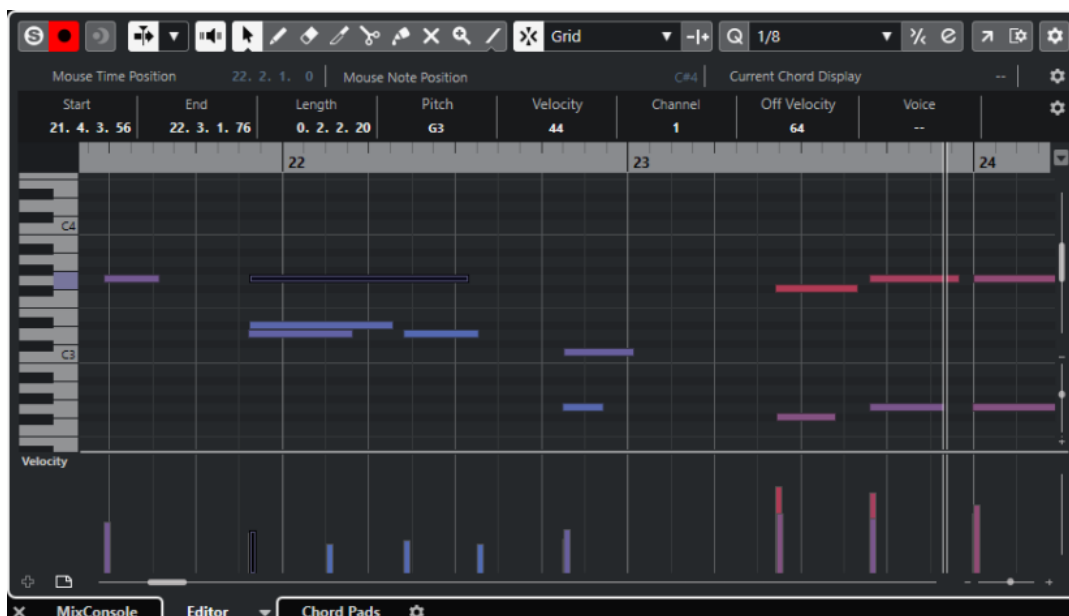 S Grid Q 1/8
Mouse Time Position 22. 2. 1. 0 Mouse Note Position C#4 Current Chord Display --
Start End Length Pitch Velocity Channel Off Velocity Voice
21. 4. 3. 56 22. 3. 1. 76 0. 2. 2. 20 G3 44 1 64 --
22 23 24
C4
C3
Velocity
MixConsole Editor Chord Pads